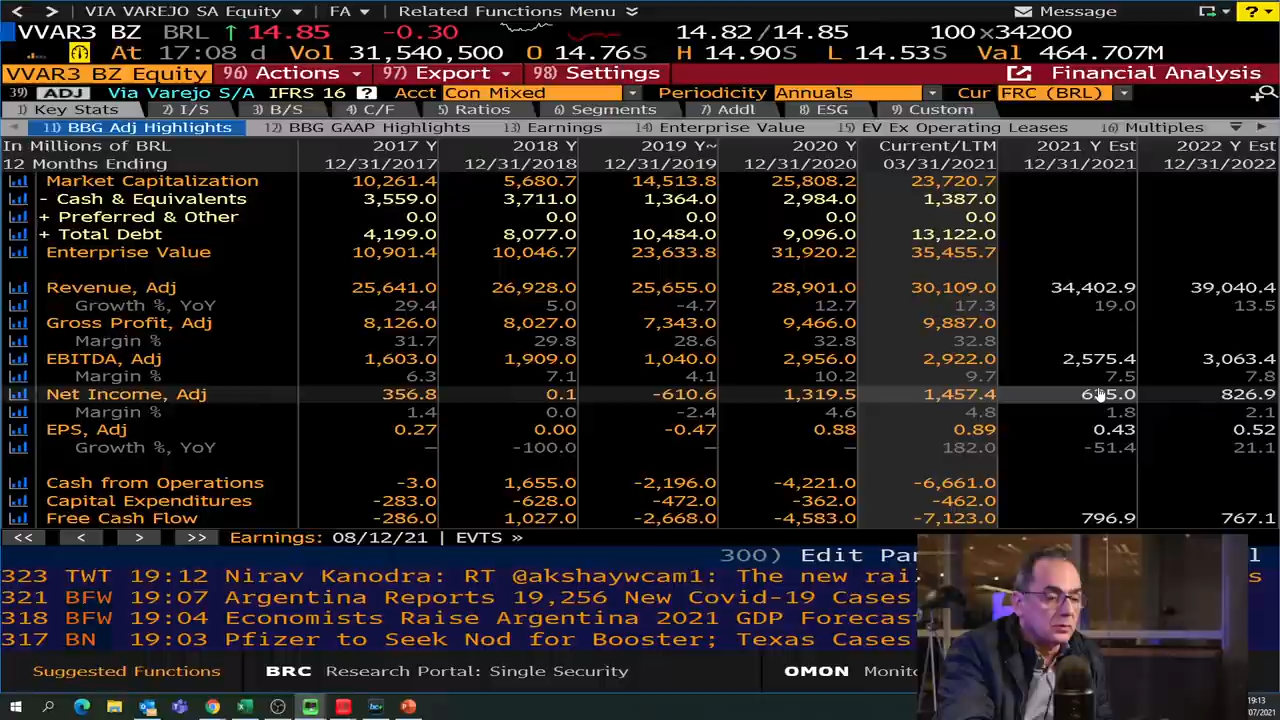 < > VIA VAREJO SA Equity FA Related Functions Menu Message ?
VVAR3 BZ BRL ↑ 14.85 -0.30 14.82/14.85 100x34200
At 17:08 d Vol 31,540,500 O 14.76S H 14.90S L 14.53S Val 464.707M
VVAR3 BZ Equity 96) Actions 97) Export 98) Settings Financial Analysis
39) ADJ Via Varejo S/A IFRS 16 ? Acct Con Mixed Periodicity Annuals Cur FRC (BRL)
1) Key Stats 2) I/S 3) B/S 4) C/F 5) Ratios 6) Segments 7) Addl 8) ESG 9) Custom
11) BBG Adj Highlights 12) BBG GAAP Highlights 13) Earnings 14) Enterprise Value 15) EV Ex Operating Leases 16) Multiples
In Millions of BRL 2017 Y 2018 Y 2019 Y~ 2020 Y Current/LTM 2021 Y Est 2022 Y Est
12 Months Ending 12/31/2017 12/31/2018 12/31/2019 12/31/2020 03/31/2021 12/31/2021 12/31/2022
Market Capitalization 10,261.4 5,680.7 14,513.8 25,808.2 23,720.7
- Cash & Equivalents 3,559.0 3,711.0 1,364.0 2,984.0 1,387.0
+ Preferred & Other 0.0 0.0 0.0 0.0 0.0
+ Total Debt 4,199.0 8,077.0 10,484.0 9,096.0 13,122.0
Enterprise Value 10,901.4 10,046.7 23,633.8 31,920.2 35,455.7
Revenue, Adj 25,641.0 26,928.0 25,655.0 28,901.0 30,109.0 34,402.9 39,040.4
Growth %, YoY 29.4 5.0 -4.7 12.7 17.3 19.0 13.5
Gross Profit, Adj 8,126.0 8,027.0 7,343.0 9,466.0 9,887.0
Margin % 31.7 29.8 28.6 32.8 32.8
EBITDA, Adj 1,603.0 1,909.0 1,040.0 2,956.0 2,922.0 2,575.4 3,063.4
Margin % 6.3 7.1 4.1 10.2 9.7 7.5 7.8
Net Income, Adj 356.8 0.1 -610.6 1,319.5 1,457.4 826.9
Margin % 1.4 0.0 -2.4 4.6 4.8 1.8 2.1
EPS, Adj 0.27 0.00 -0.47 0.88 0.89 0.43 0.52
Growth %, YoY — -100.0 — — 182.0 -51.4 21.1
Cash from Operations -3.0 1,655.0 -2,196.0 -4,221.0 -6,661.0
Capital Expenditures -283.0 -628.0 -472.0 -362.0 -462.0
Free Cash Flow -286.0 1,027.0 -2,668.0 -4,583.0 -7,123.0 796.9 767.1
<< < > >> Earnings: 08/12/21 | EVTS »
300) Edit
323 TWT 19:12 Nirav Kanodra: RT @akshaywcam1: The new
321 BFW 19:07 Argentina Reports 19,256 New Covid-19 Cases
318 BFW 19:04 Economists Raise Argentina 2021 GDP
317 BN 19:03 Pfizer to Seek Nod for Booster; Texas Cases
Suggested Functions BRC Research Portal: Single Security OMON
19:13
/07/2021